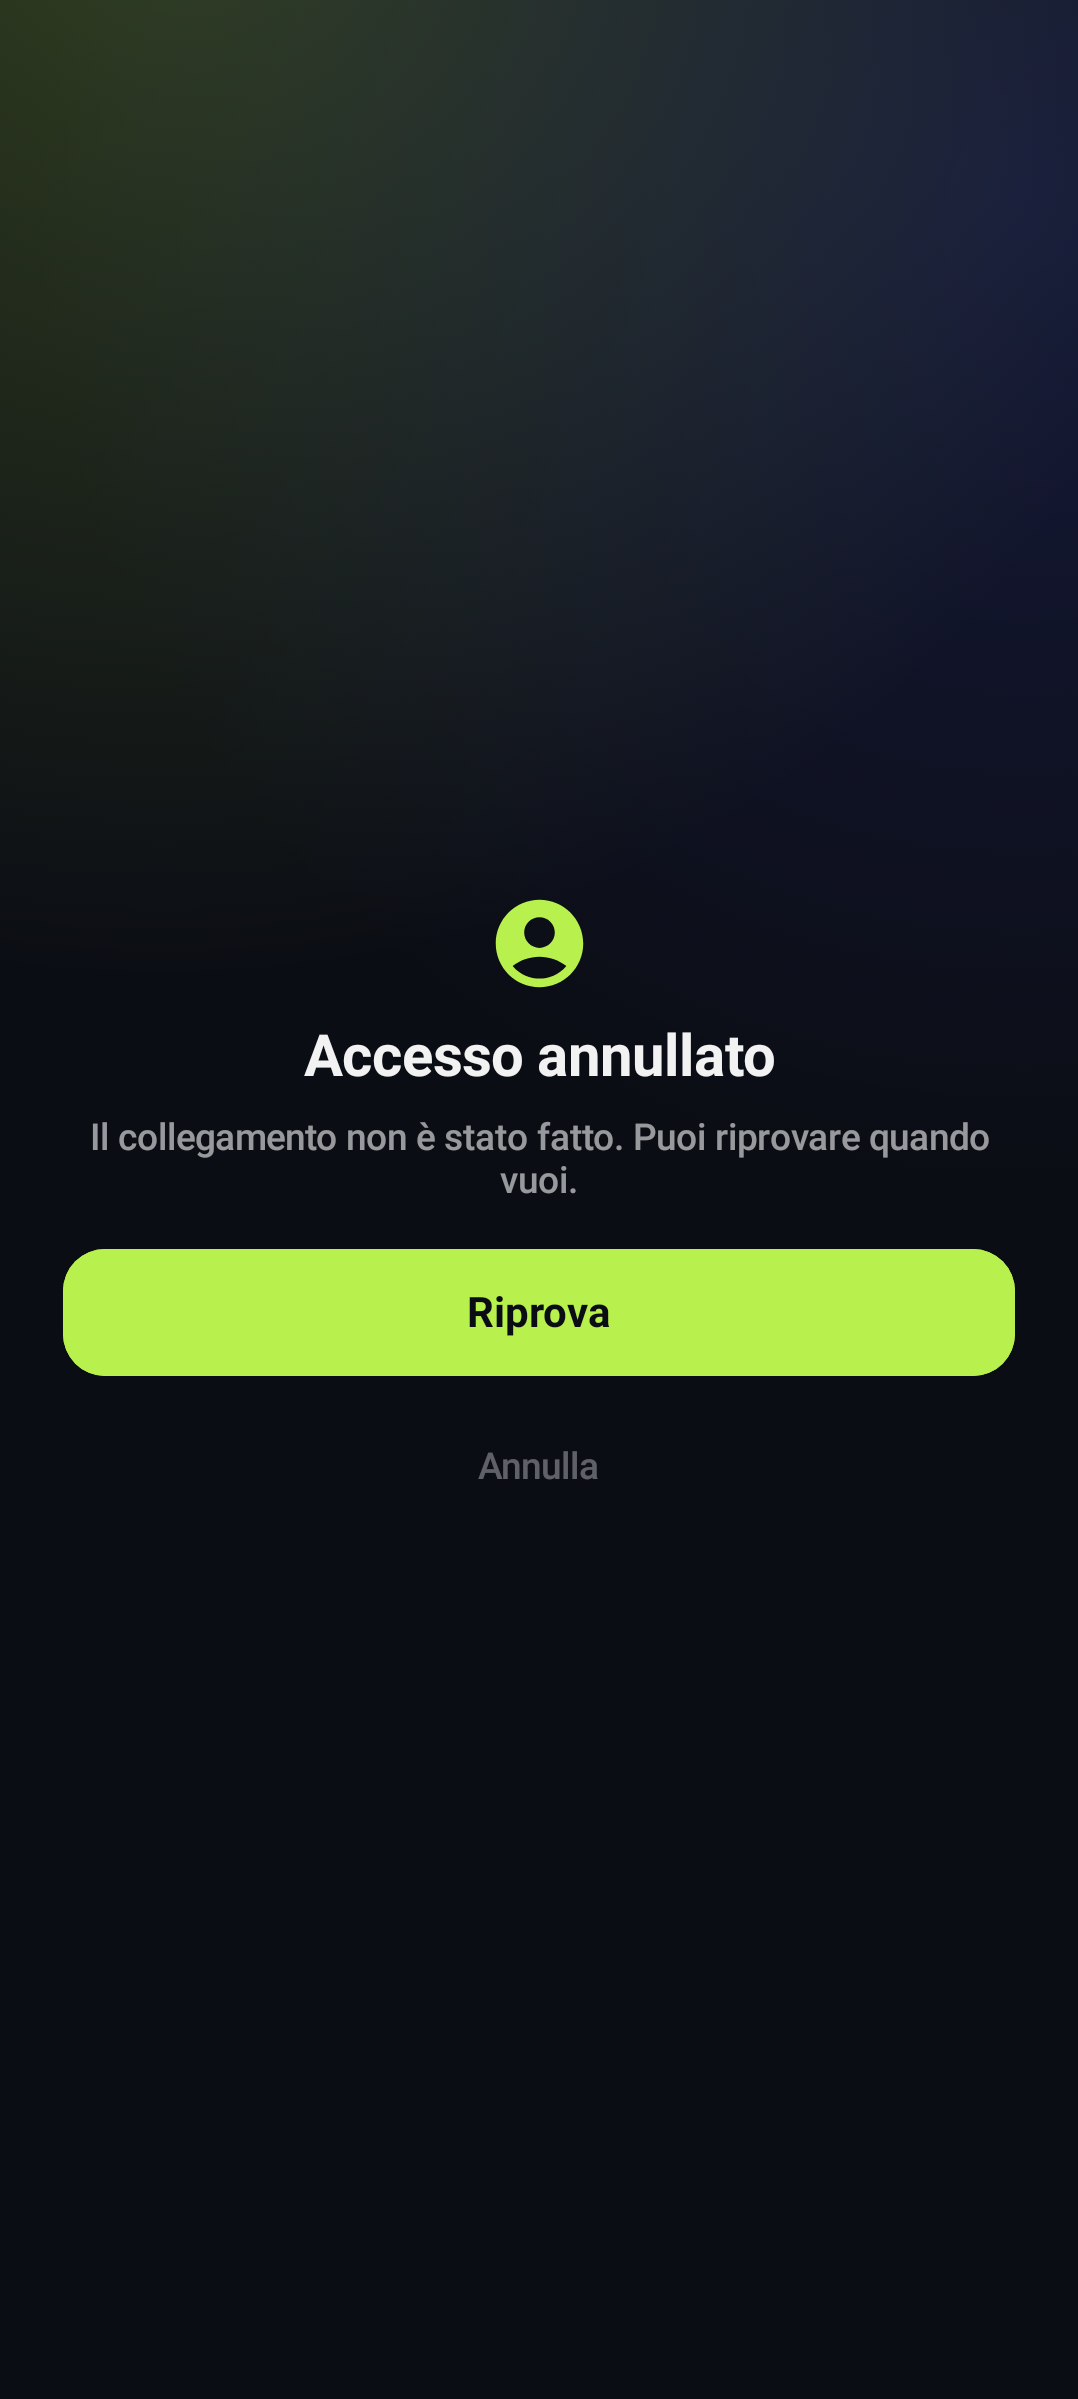 Accesso annullato
Il collegamento non è stato fatto. Puoi riprovare quando
vuoi.
Riprova
Annulla